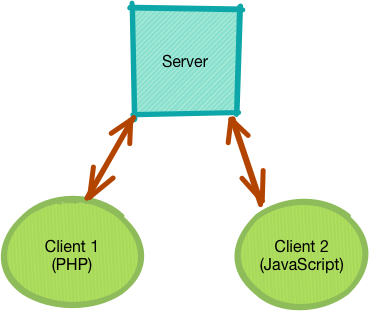 Server
Client 1
(PHP)
Client 2
(JavaScript)